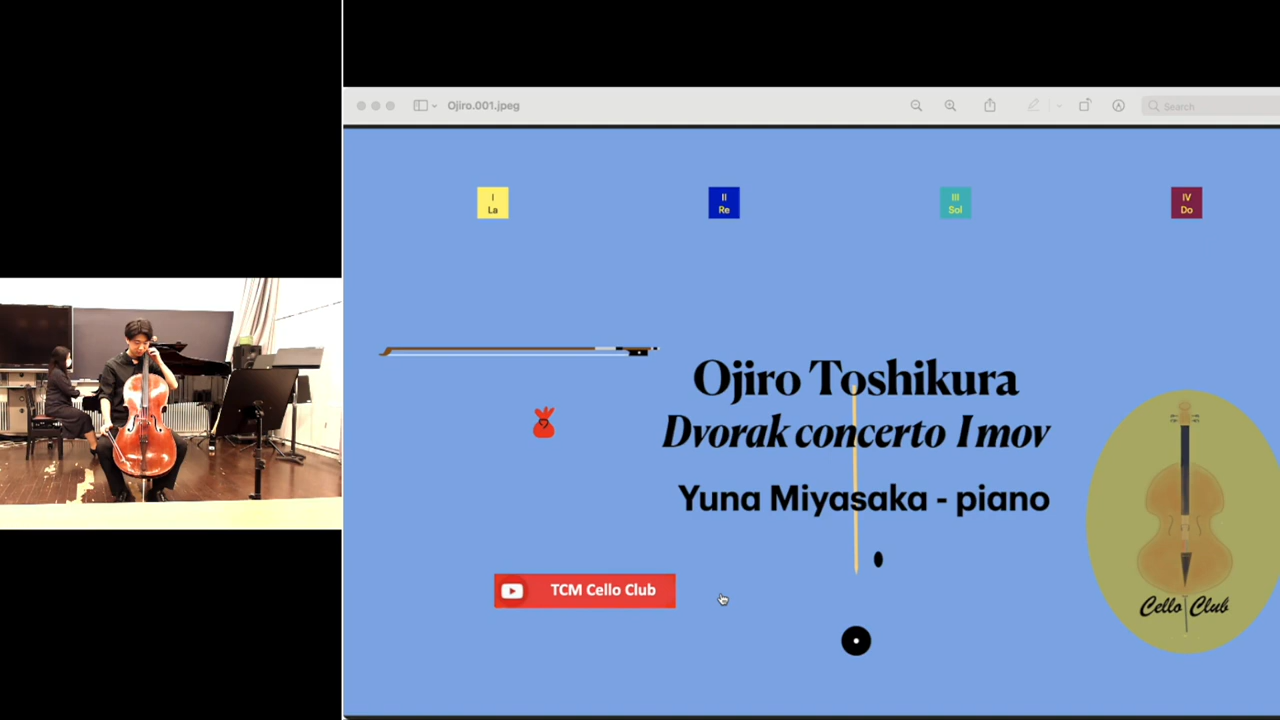 Ojiro.001.jpeg
Search
I
La
II
Re
III
Sol
IV
Do
Ojiro Toshikura
Dvorak concerto I mov
Yuna Miyasaka - piano
TCM Cello Club
Cello Club